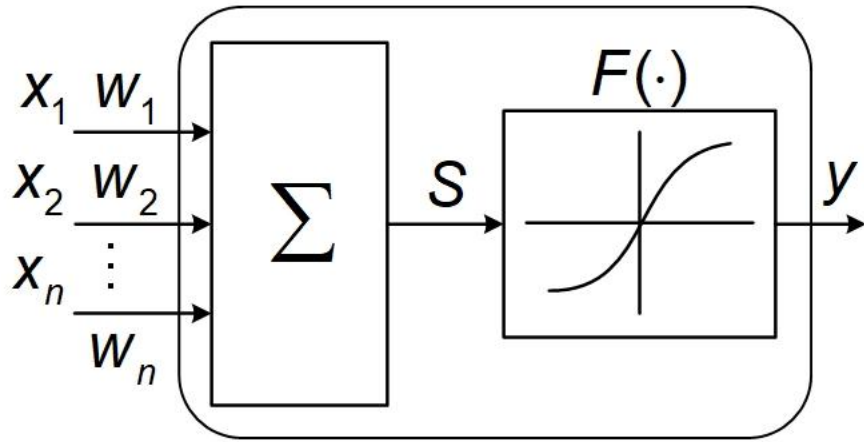 F(·)
x₁ w₁
x₂ w₂
⋮
xₙ
wₙ
Σ
S
y